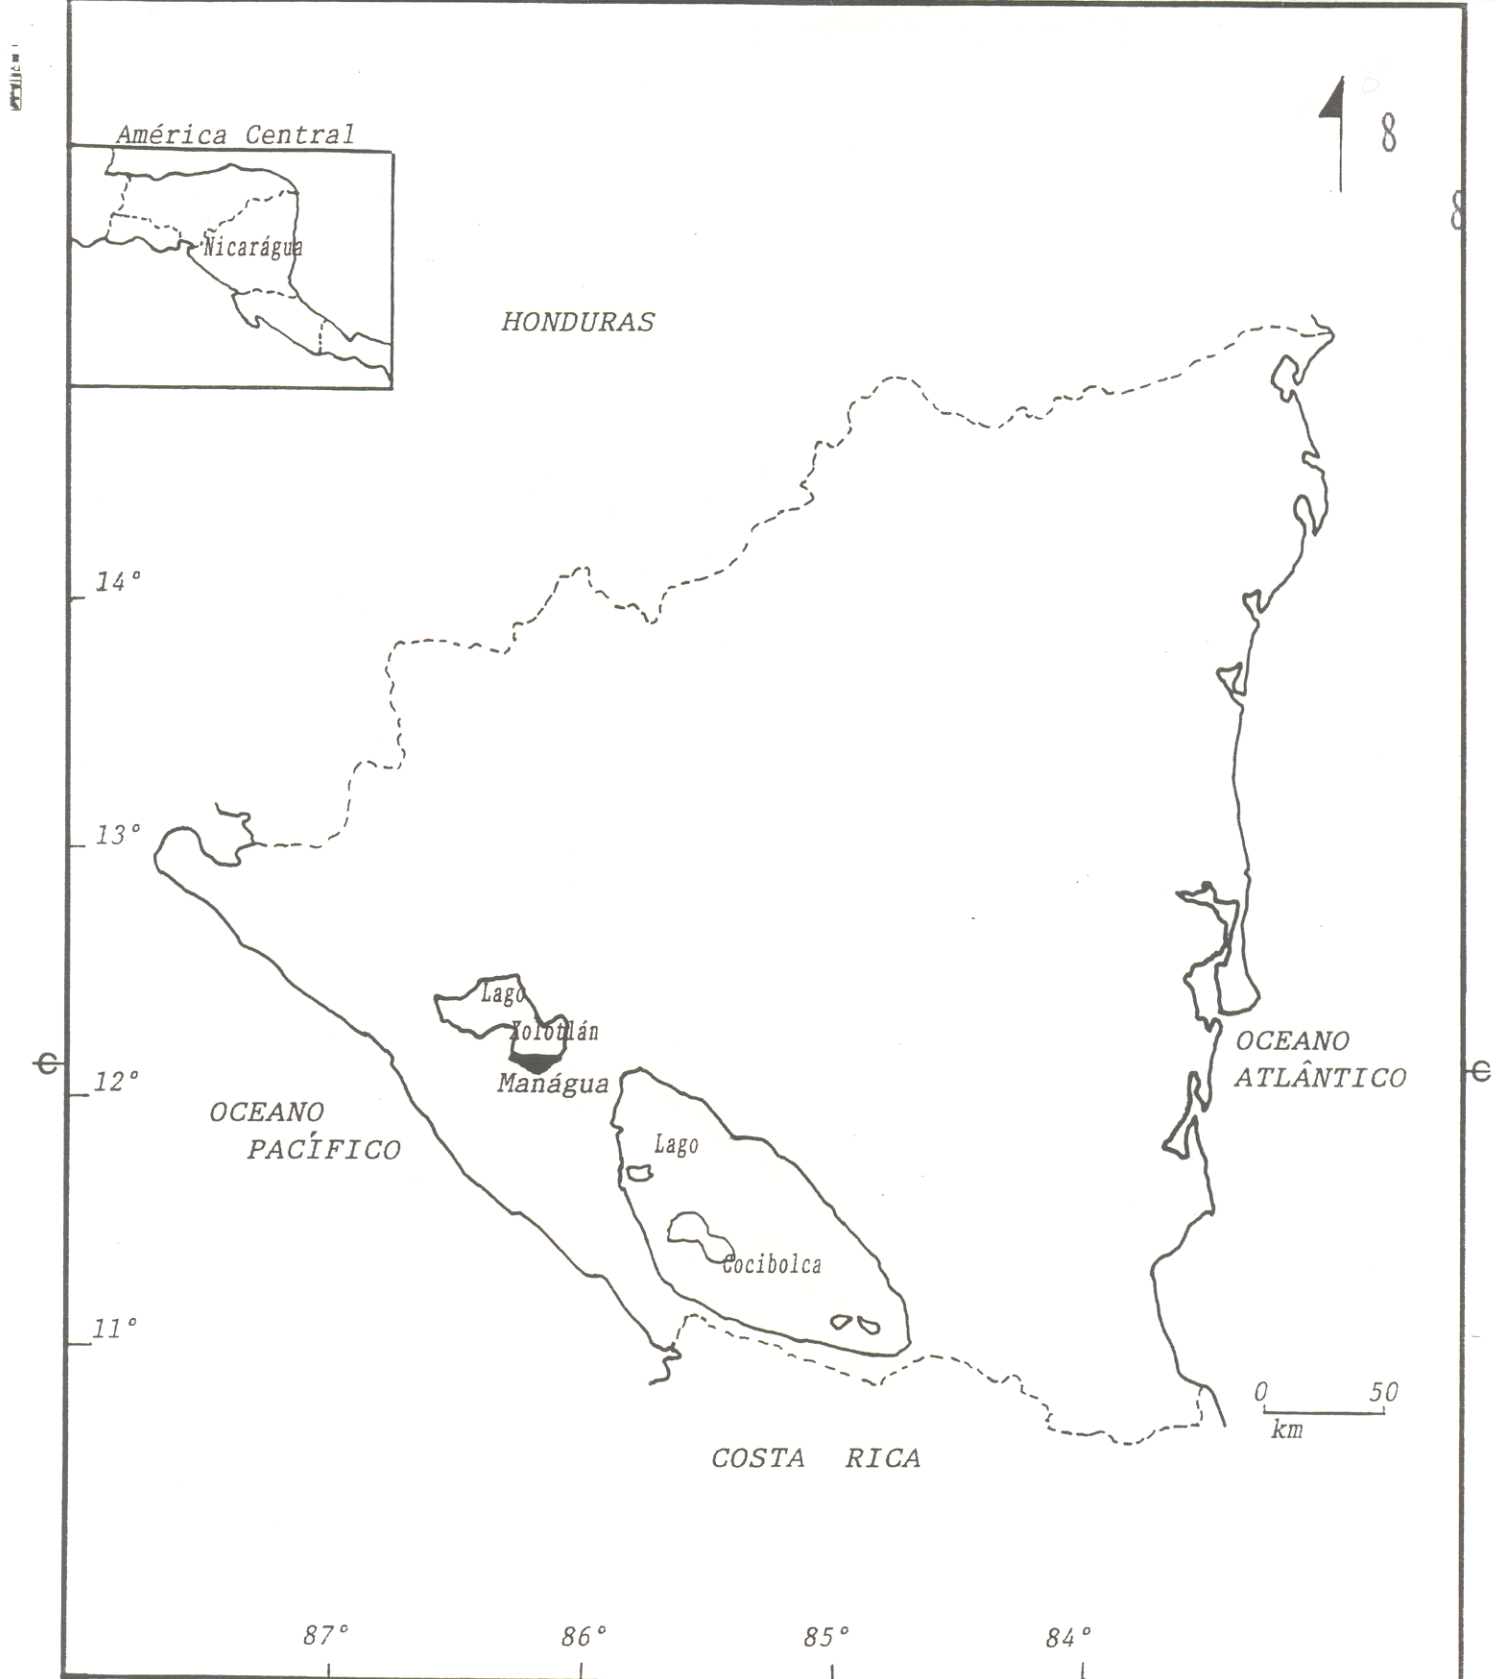 América Central
8
8
Nicarágua
HONDURAS
14°
13°
Lago
Xolotlán
OCEANO
ATLÂNTICO
12°
Manágua
OCEANO
PACÍFICO
Lago
Cocibolca
11°
0 50
km
COSTA RICA
87° 86° 85° 84°